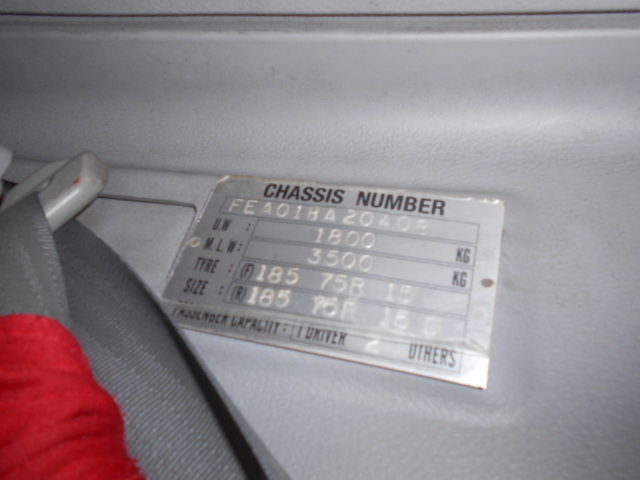 CHASSIS NUMBER
FEA01BA20408
U.W : 1800 KG
M.L.W : 3500 KG
TYRE : (F) 185 75R 15
SIZE : (R) 185 75R 15
PASSENGER CAPACITY : 1 DRIVER 2 OTHERS